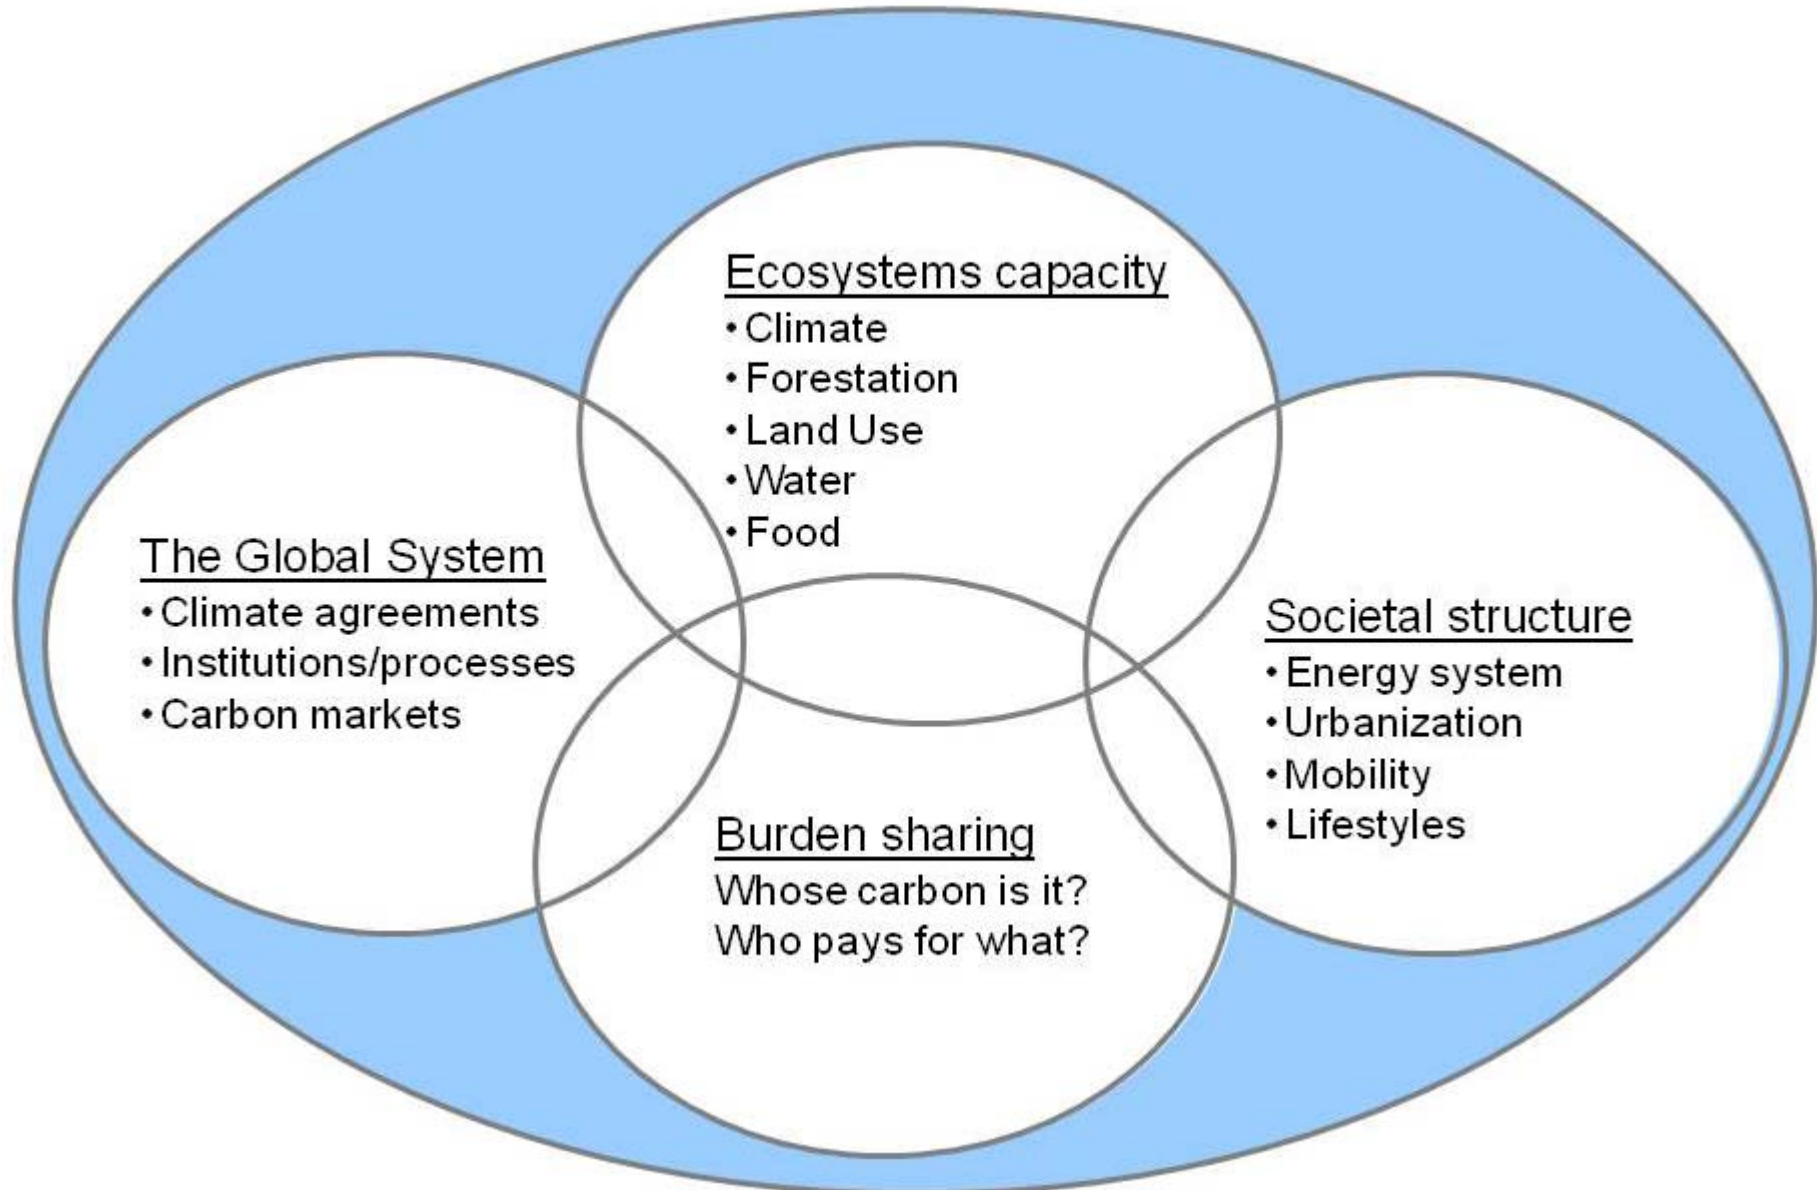 Ecosystems capacity
• Climate
• Forestation
• Land Use
• Water
• Food
The Global System
• Climate agreements
• Institutions/processes
• Carbon markets
Societal structure
• Energy system
• Urbanization
• Mobility
• Lifestyles
Burden sharing
Whose carbon is it?
Who pays for what?